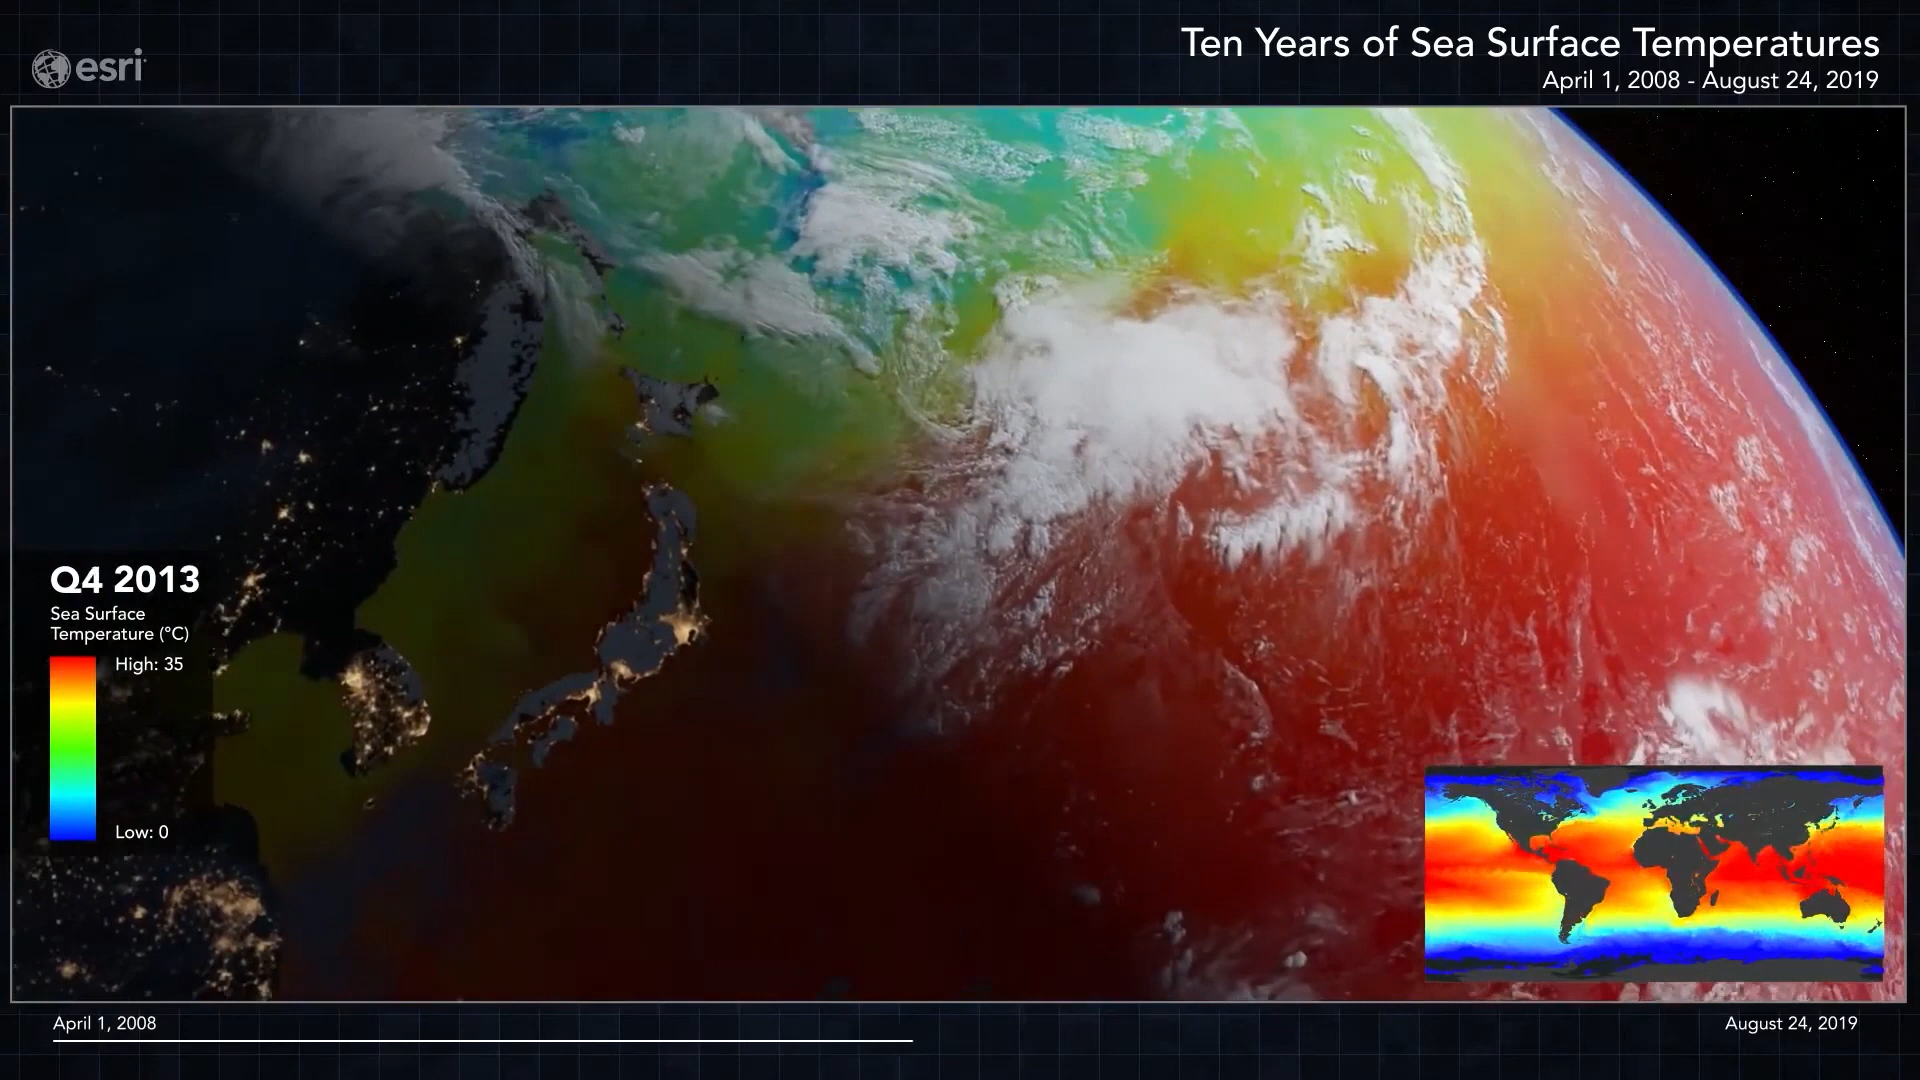 esri
Ten Years of Sea Surface Temperatures
April 1, 2008 - August 24, 2019
Q4 2013
Sea Surface
Temperature (°C)
High: 35
Low: 0
April 1, 2008
August 24, 2019